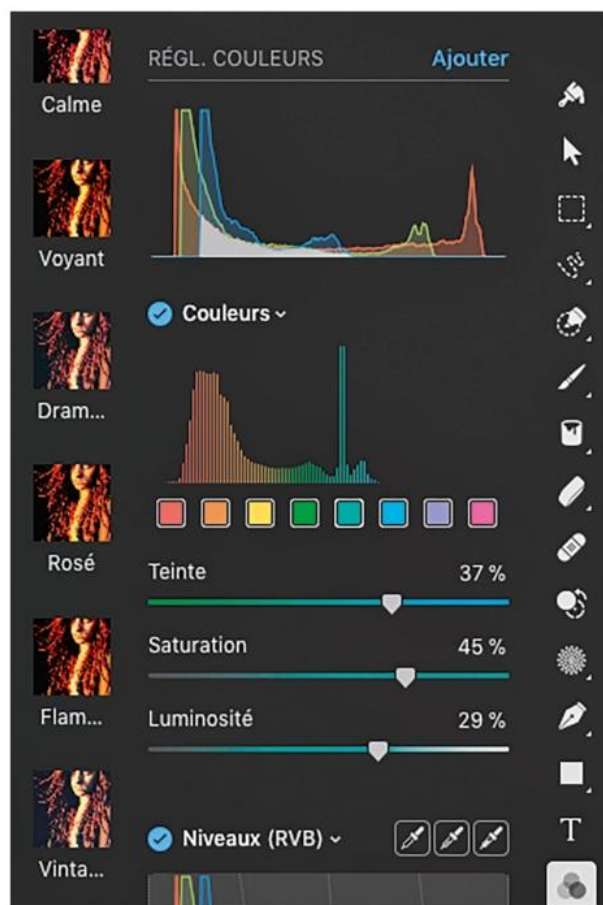 Calme
Voyant
Dram...
Rosé
Flam...
Vinta...
RÉGL. COULEURS Ajouter
Couleurs
Teinte 37 %
Saturation 45 %
Luminosité 29 %
Niveaux (RVB)
T